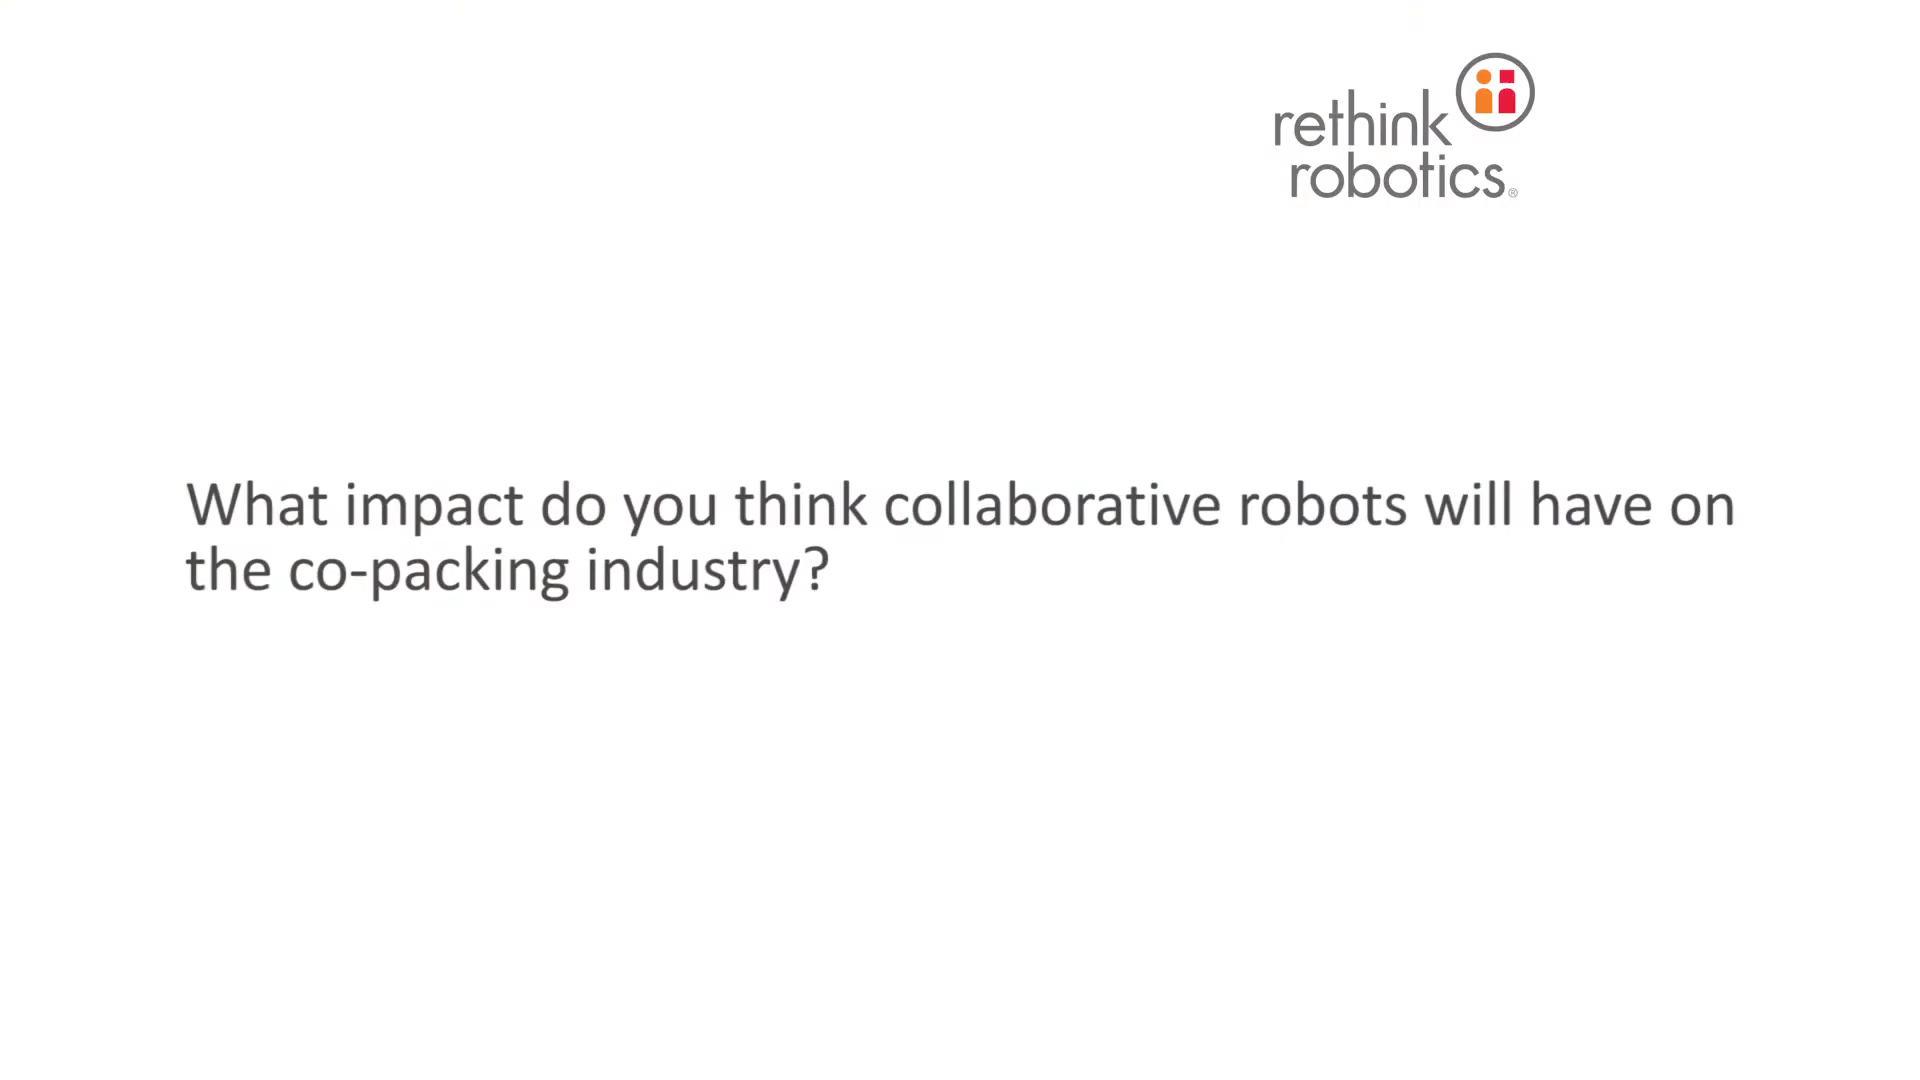 rethink
robotics®
What impact do you think collaborative robots will have on
the co-packing industry?